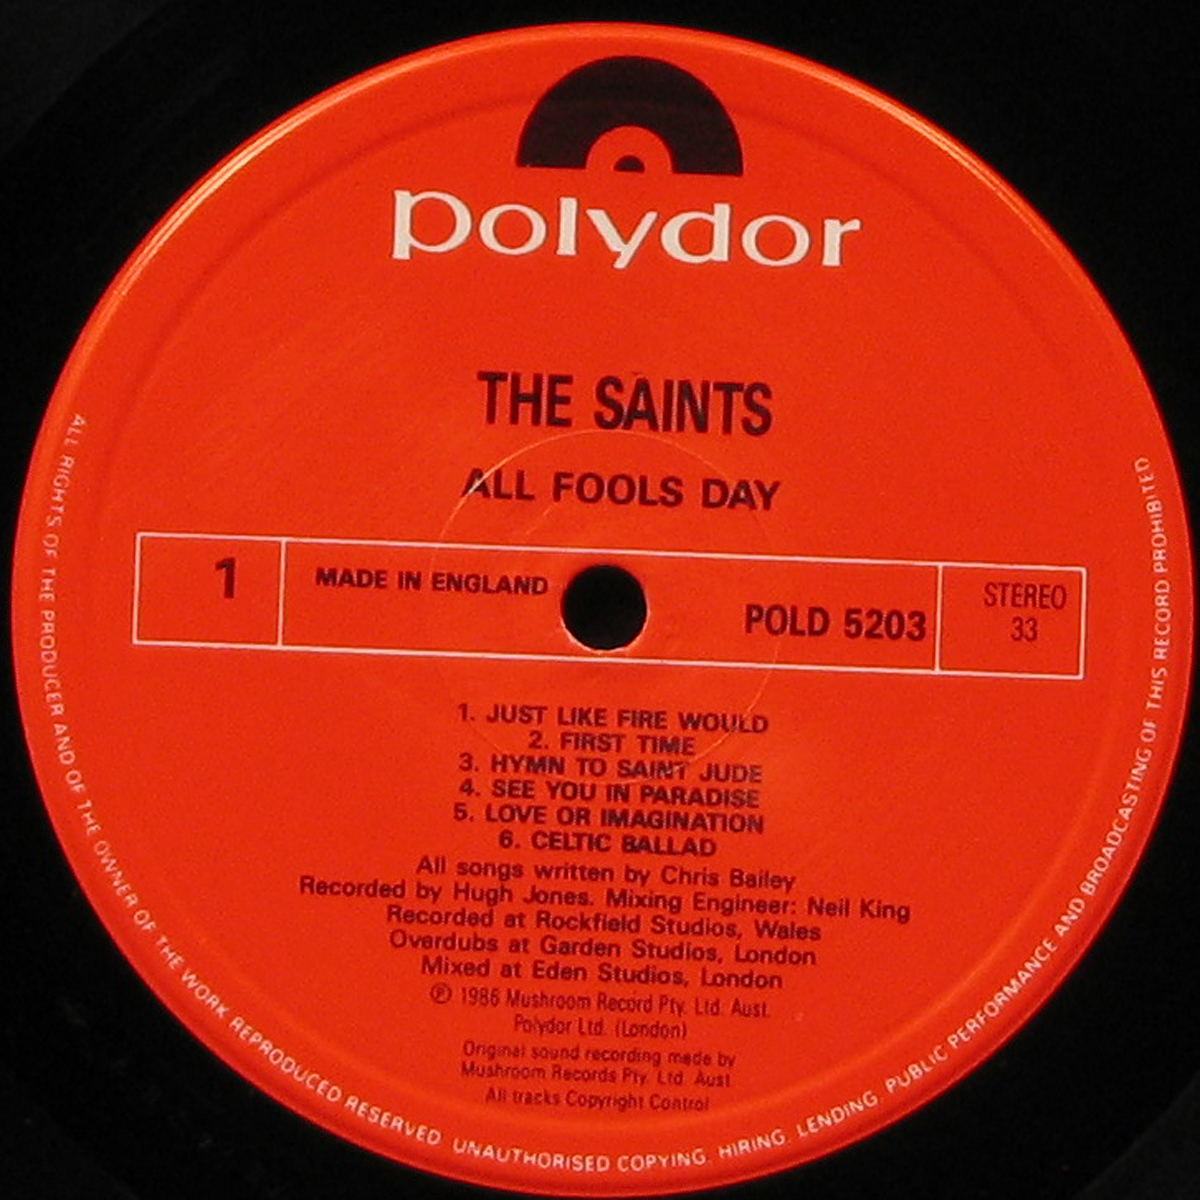 polydor
THE SAINTS
ALL FOOLS DAY
1
MADE IN ENGLAND
POLD 5203
STEREO
33
1. JUST LIKE FIRE WOULD
2. FIRST TIME
3. HYMN TO SAINT JUDE
4. SEE YOU IN PARADISE
5. LOVE OR IMAGINATION
6. CELTIC BALLAD
All songs written by Chris Bailey
Recorded by Hugh Jones. Mixing Engineer: Neil King
Recorded at Rockfield Studios, Wales
Overdubs at Garden Studios, London
Mixed at Eden Studios, London
℗ 1986 Mushroom Record Pty. Ltd. Aust.
Polydor Ltd. (London)
Original sound recording made by
Mushroom Records Pty. Ltd. Aust
All tracks Copyright Control
ALL RIGHTS OF THE PRODUCER AND OF THE OWNER OF THE WORK REPRODUCED RESERVED. UNAUTHORISED COPYING. HIRING. LENDING. PUBLIC PERFORMANCE AND BROADCASTING OF THIS RECORD PROHIBITED